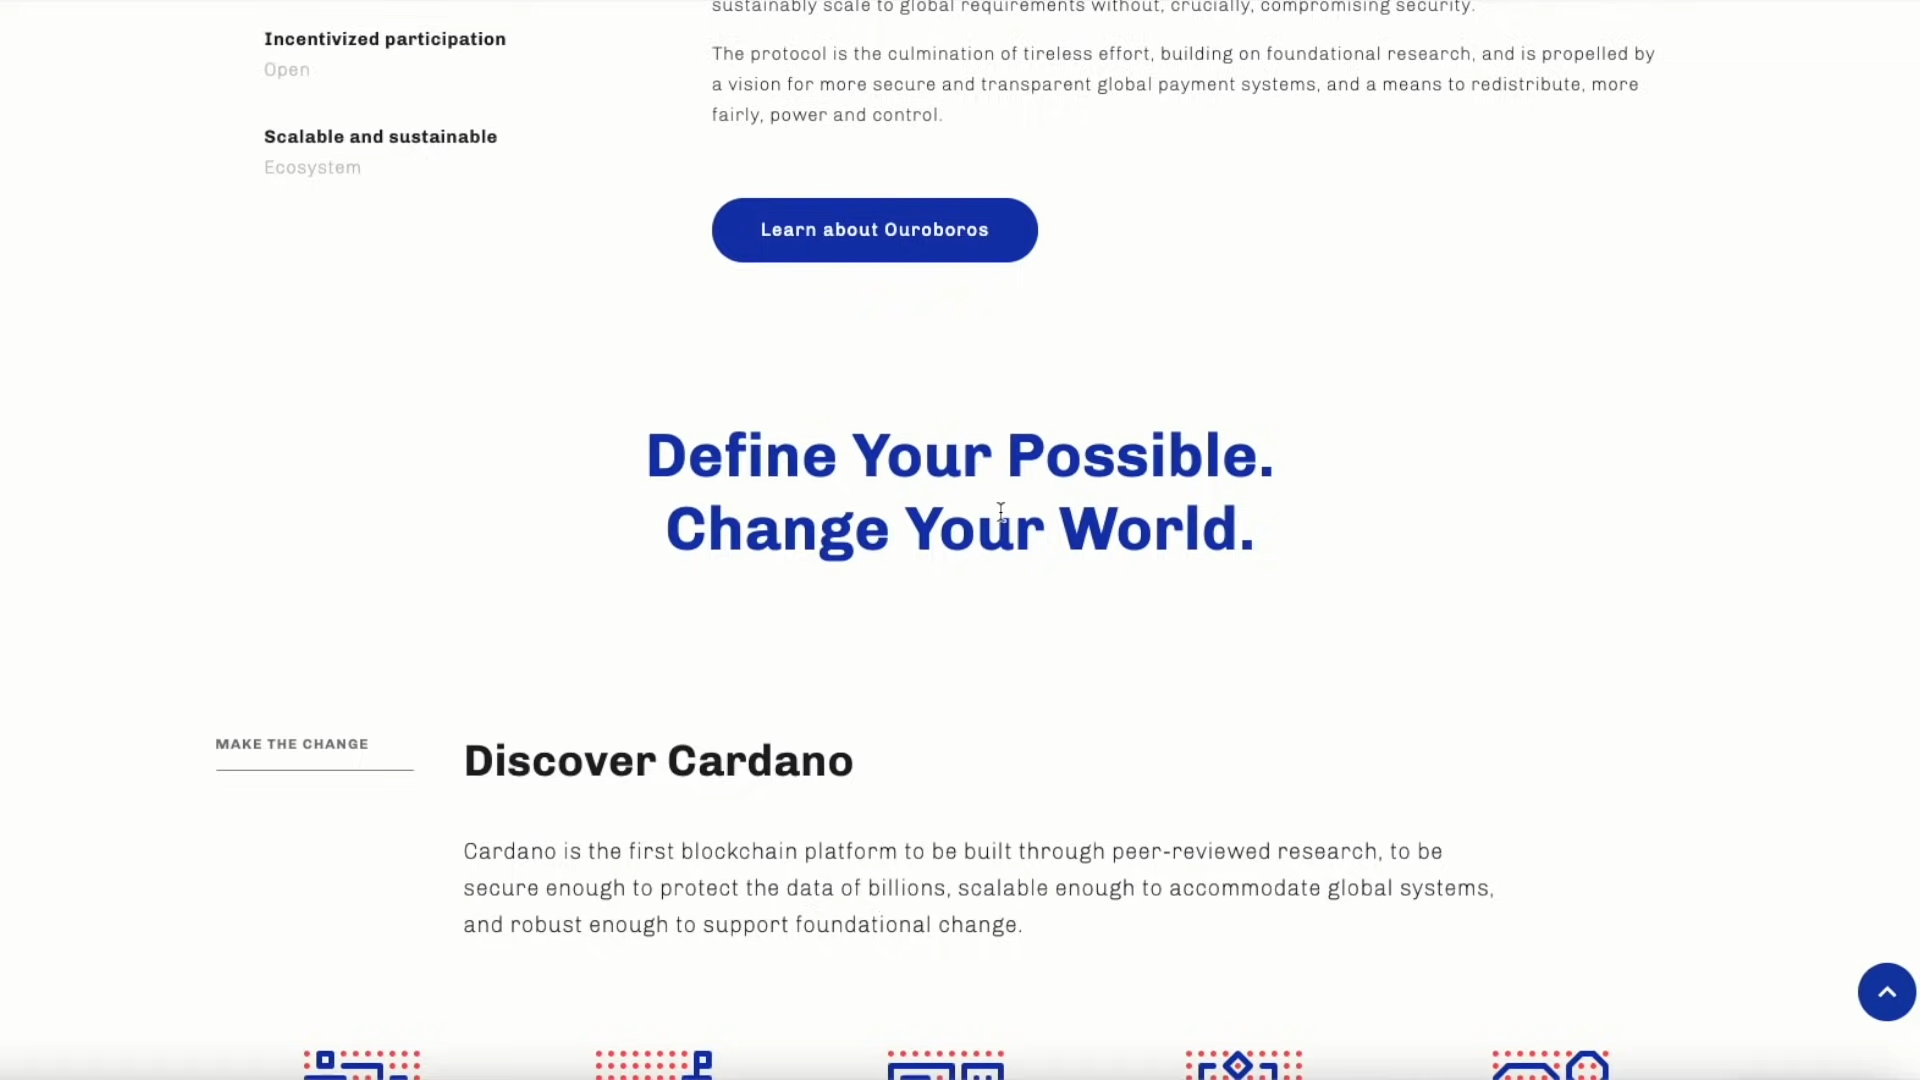 sustainably scale to global requirements without, crucially, compromising security.
Incentivized participation
Open
The protocol is the culmination of tireless effort, building on foundational research, and is propelled by
a vision for more secure and transparent global payment systems, and a means to redistribute, more
fairly, power and control.
Scalable and sustainable
Ecosystem
Learn about Ouroboros
Define Your Possible.
Change Your World.
MAKE THE CHANGE
Discover Cardano
Cardano is the first blockchain platform to be built through peer-reviewed research, to be
secure enough to protect the data of billions, scalable enough to accommodate global systems,
and robust enough to support foundational change.